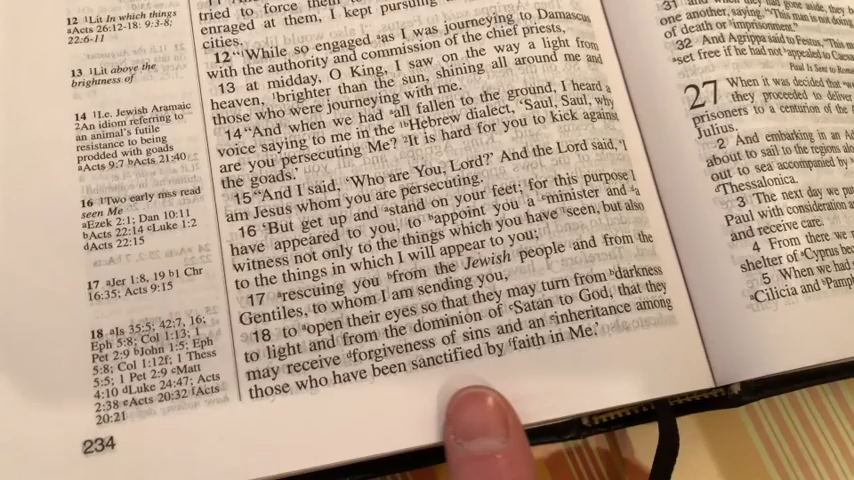 12 ¹Lit In which things
ᵃActs 26:12-18: 9:3-8;
22:6-11
13 ¹Lit above the
brightness of
14 ¹I.e. Jewish Aramaic
²An idiom referring to
an animal's futile
resistance to being
prodded with goads
ᵃActs 9:7 ᵇActs 21:40
16 ¹Two early mss read
seen Me
ᵃEzek 2:1; Dan 10:11
ᵇActs 22:14 ᶜLuke 1:2
ᵈActs 22:15
17 ᵃJer 1:8, 19 ᵇ1 Chr
16:35; Acts 9:15
18 ᵃIs 35:5; 42:7, 16;
Eph 5:8; Col 1:13; 1
Pet 2:9 ᵇJohn 1:5; Eph
5:8; Col 1:12f; 1 Thess
5:5; 1 Pet 2:9 ᶜMatt
4:10 ᵈLuke 24:47; Acts
2:38 ᵉActs 20:32 ᶠActs
20:21
234
tried to force them
enraged at them, I kept pursuing
cities.
12 "¹While so engaged ᵃas I was journeying to Damascus
with the authority and commission of the chief priests,
13 at midday, O King, I saw on the way a light from
heaven, ¹brighter than the sun, shining all around me and
those who were journeying with me.
14 "And when we had ᵃall fallen to the ground, I heard a
voice saying to me in the ¹ᵇHebrew dialect, 'Saul, Saul, why
are you persecuting Me? ²It is hard for you to kick against
the goads.'
15 "And I said, 'Who are You, Lord?' And the Lord said, 'I
am Jesus whom you are persecuting.
16 'But get up and ᵃstand on your feet; for this purpose I
have appeared to you, to ᵇappoint you a ᶜminister and ᵈa
witness not only to the things which you have ¹seen, but also
to the things in which I will appear to you;
17 ᵃrescuing you ᵇfrom the Jewish people and from the
Gentiles, to whom I am sending you,
18 to ᵃopen their eyes so that they may turn from ᵇdarkness
to light and from the dominion of ᶜSatan to God, that they
may receive ᵈforgiveness of sins and an ᵉinheritance among
those who have been sanctified by ᶠfaith in Me.'
31 and when they had gone aside, they b
one another, saying, "This man is not doing
of death or ¹imprisonment."
32 And Agrippa said to Festus, "This m
ᵃset free if he had not ᵇappealed to Caesar
Paul Is Sent to Rome
27 When it was decided that
they proceeded to deliver
prisoners to a centurion of the
Julius.
2 And embarking in an Ad
about to sail to the regions alo
out to sea accompanied by
ᵈThessalonica.
3 The next day we pu
Paul with consideration a
and receive care.
4 From there we
shelter of ᵃCyprus bec
5 When we had
ᵃCilicia and ᵇPamp